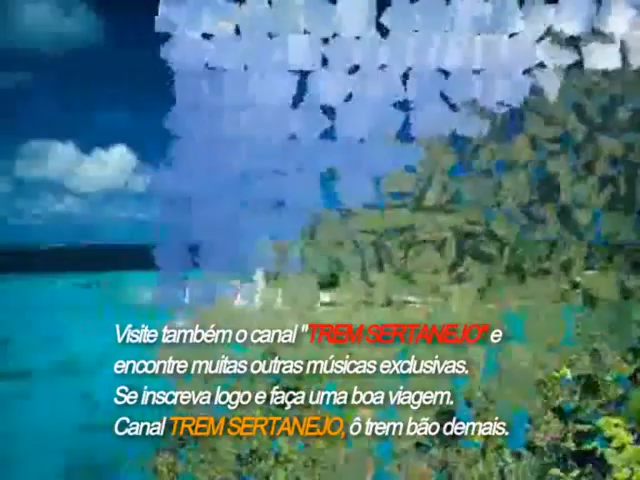 Visite também o canal "TREM SERTANEJO" e
encontre muitas outras músicas exclusivas.
Se inscreva logo e faça uma boa viagem.
Canal TREM SERTANEJO, ô trem bão demais.